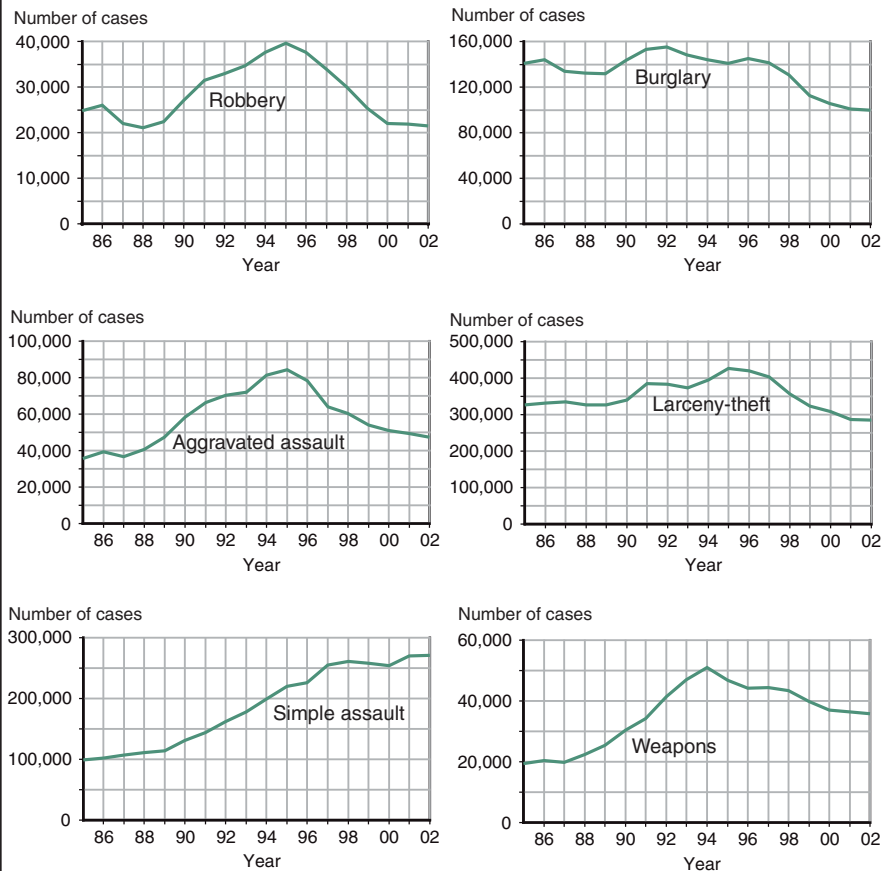 Number of cases
40,000
30,000
20,000
10,000
0
Robbery
86 88 90 92 94 96 98 00 02
Year
Number of cases
160,000
120,000
80,000
40,000
0
Burglary
86 88 90 92 94 96 98 00 02
Year
Number of cases
100,000
80,000
60,000
40,000
20,000
0
Aggravated assault
86 88 90 92 94 96 98 00 02
Year
Number of cases
500,000
400,000
300,000
200,000
100,000
0
Larceny-theft
86 88 90 92 94 96 98 00 02
Year
Number of cases
300,000
200,000
100,000
0
Simple assault
86 88 90 92 94 96 98 00 02
Year
Number of cases
60,000
40,000
20,000
0
Weapons
86 88 90 92 94 96 98 00 02
Year